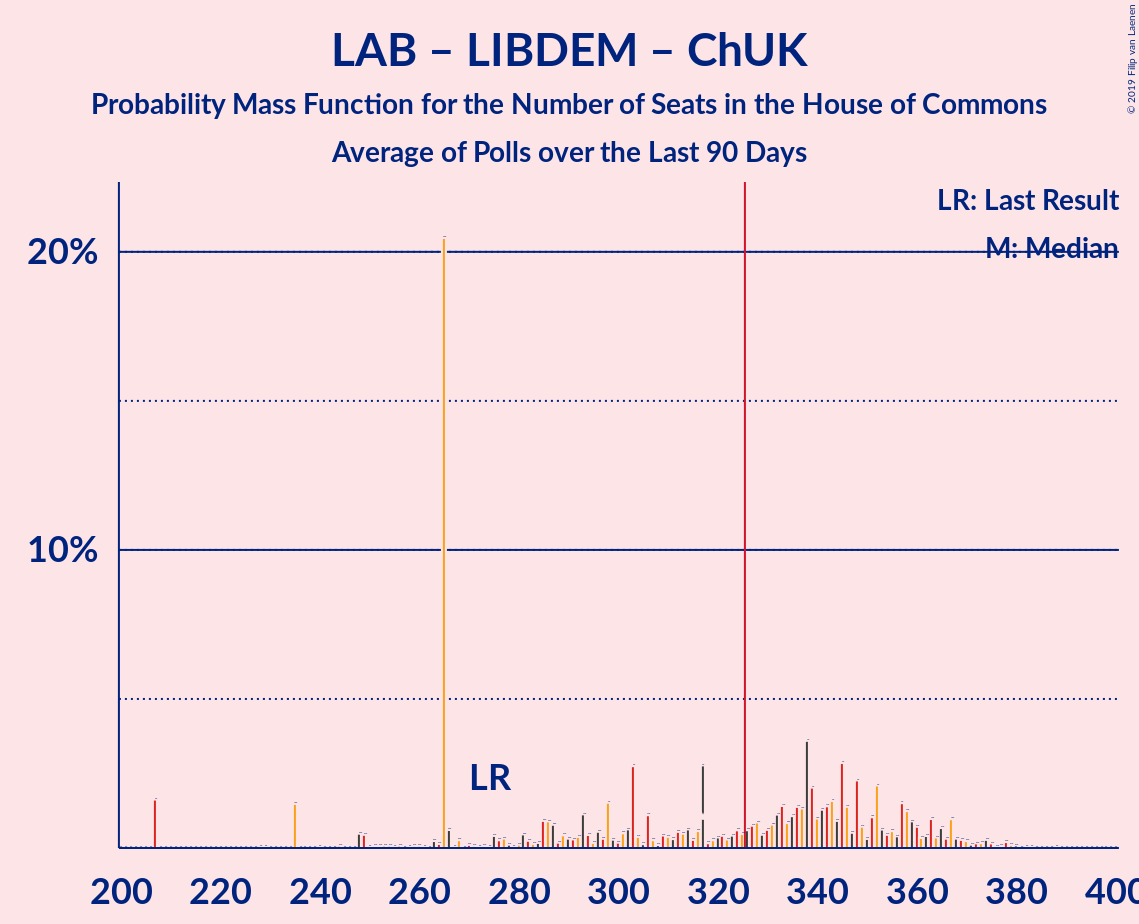 LAB – LIBDEM – ChUK
Probability Mass Function for the Number of Seats in the House of Commons
Average of Polls over the Last 90 Days
© 2019 Filip van Laenen
LR: Last Result
M: Median
20%
10%
LR
200 220 240 260 280 300 320 340 360 380 400